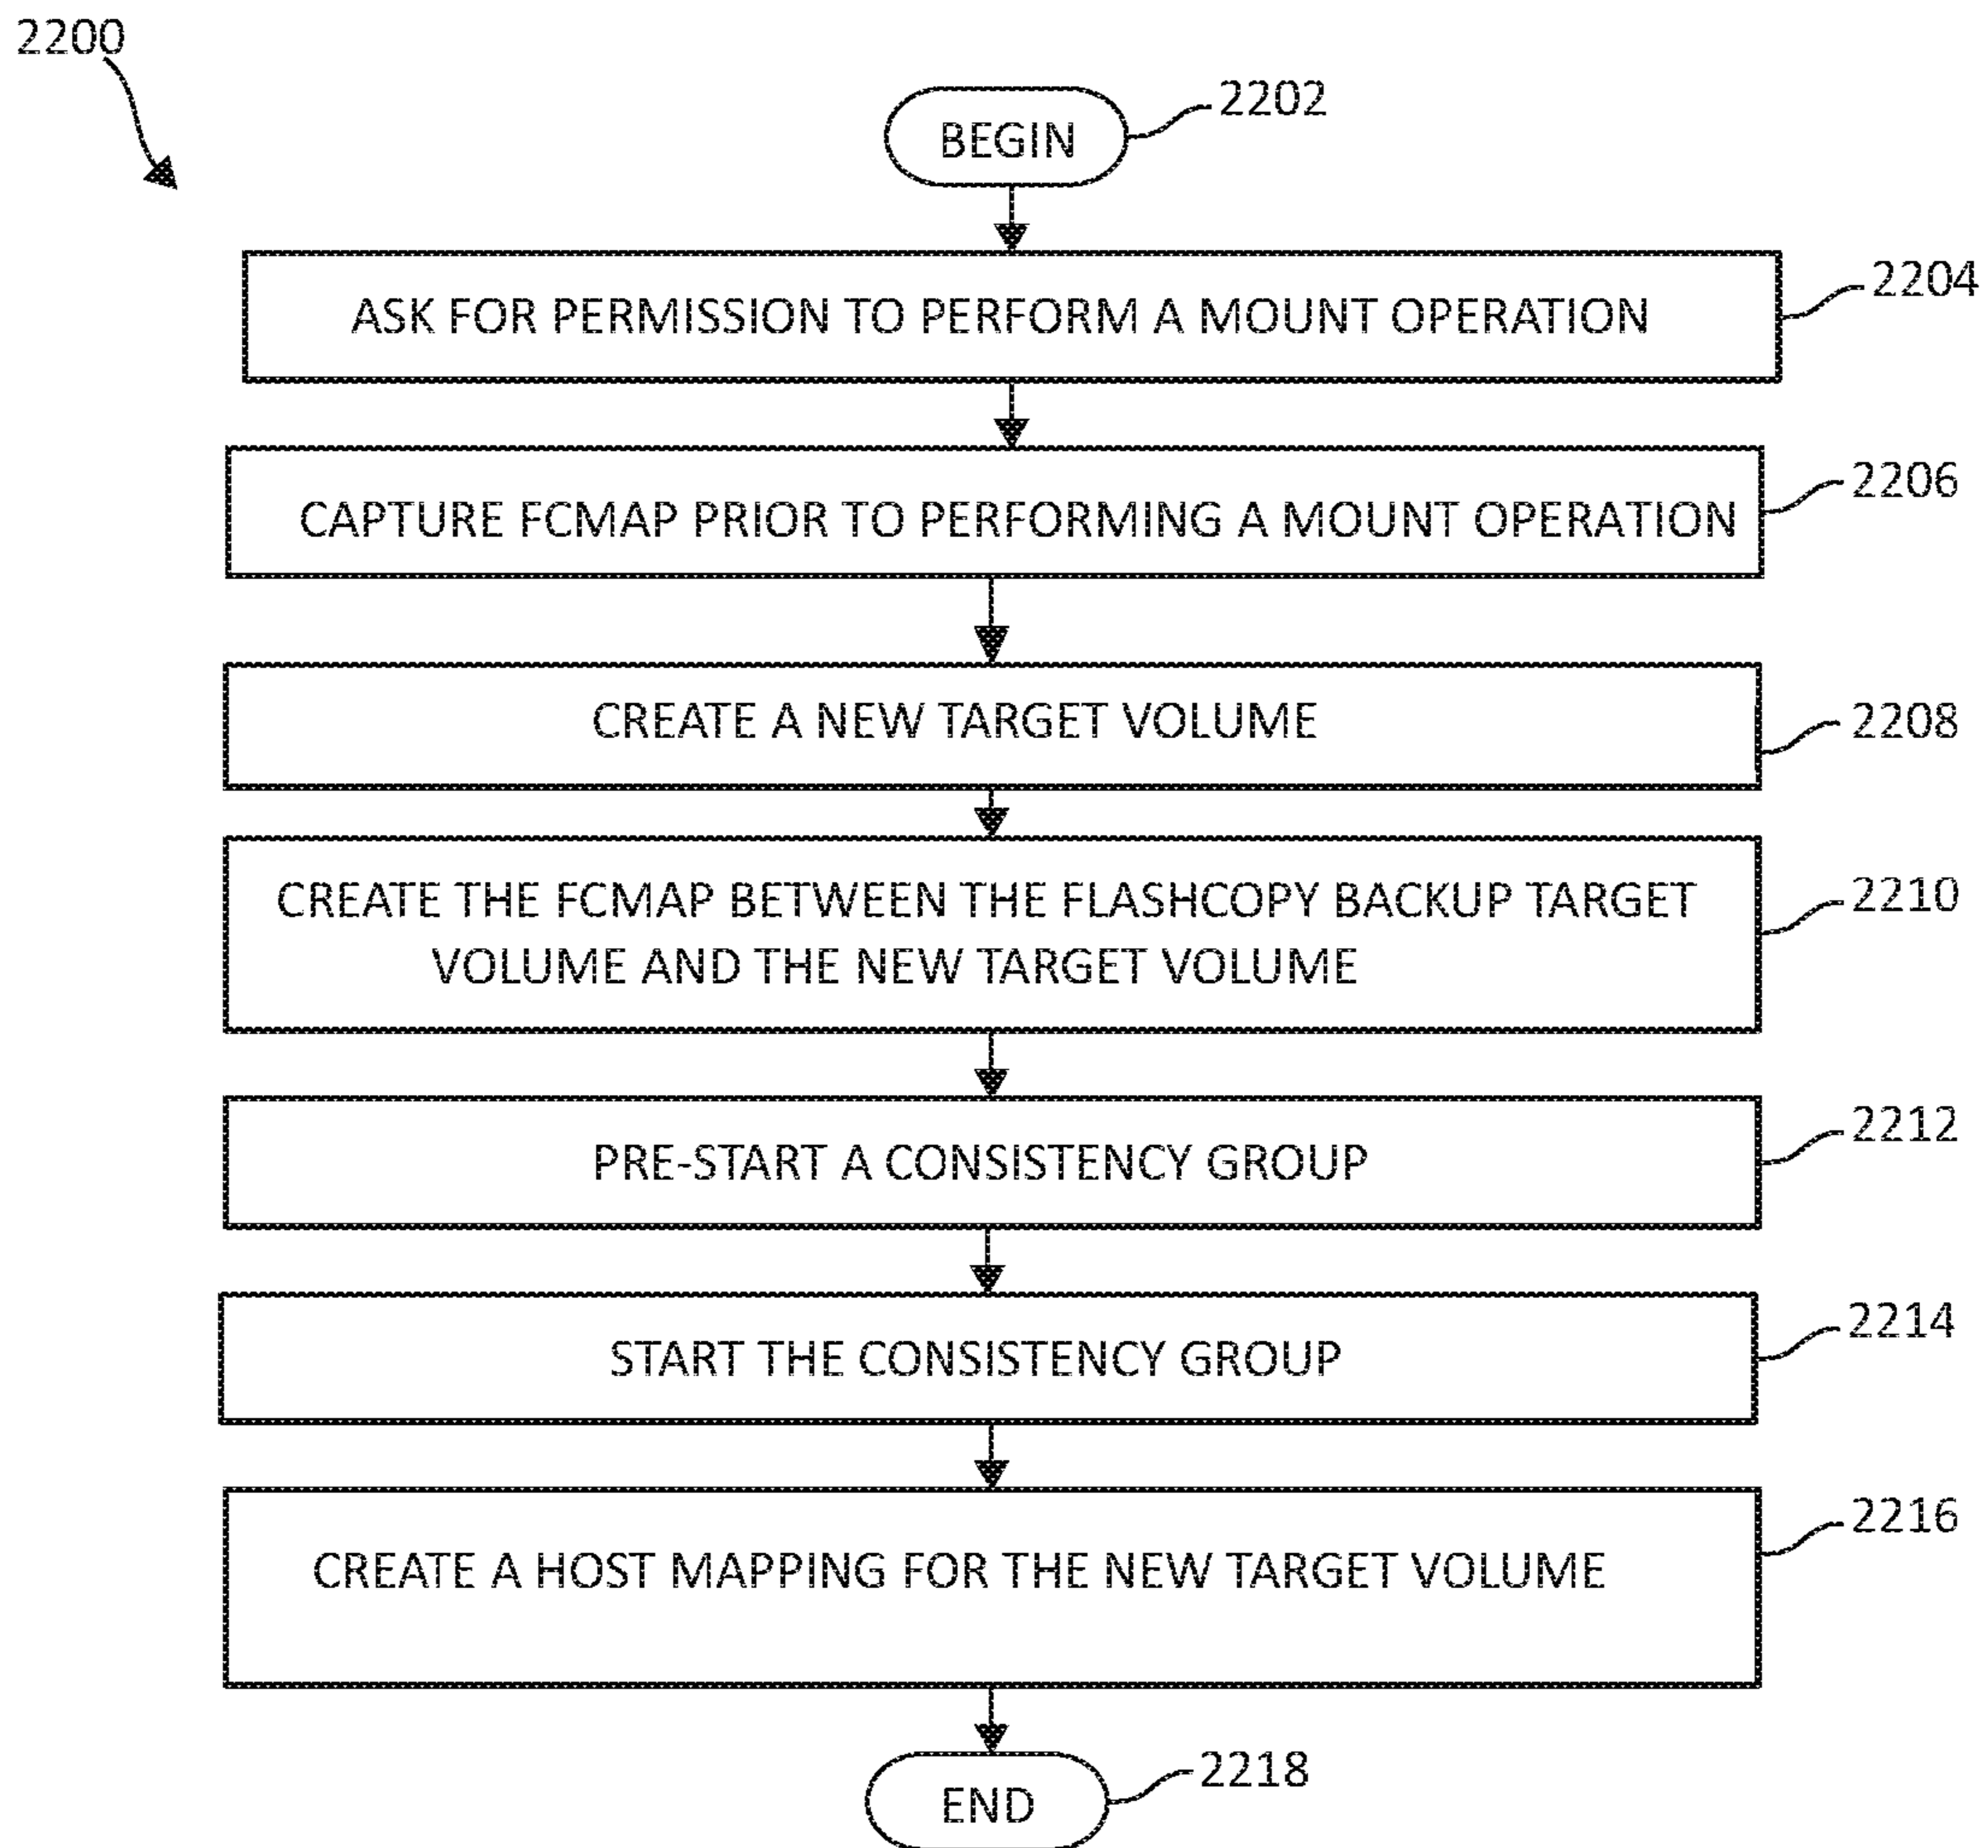 2200
BEGIN
2202
ASK FOR PERMISSION TO PERFORM A MOUNT OPERATION
2204
CAPTURE FCMAP PRIOR TO PERFORMING A MOUNT OPERATION
2206
CREATE A NEW TARGET VOLUME
2208
CREATE THE FCMAP BETWEEN THE FLASHCOPY BACKUP TARGET
VOLUME AND THE NEW TARGET VOLUME
2210
PRE-START A CONSISTENCY GROUP
2212
START THE CONSISTENCY GROUP
2214
CREATE A HOST MAPPING FOR THE NEW TARGET VOLUME
2216
END
2218